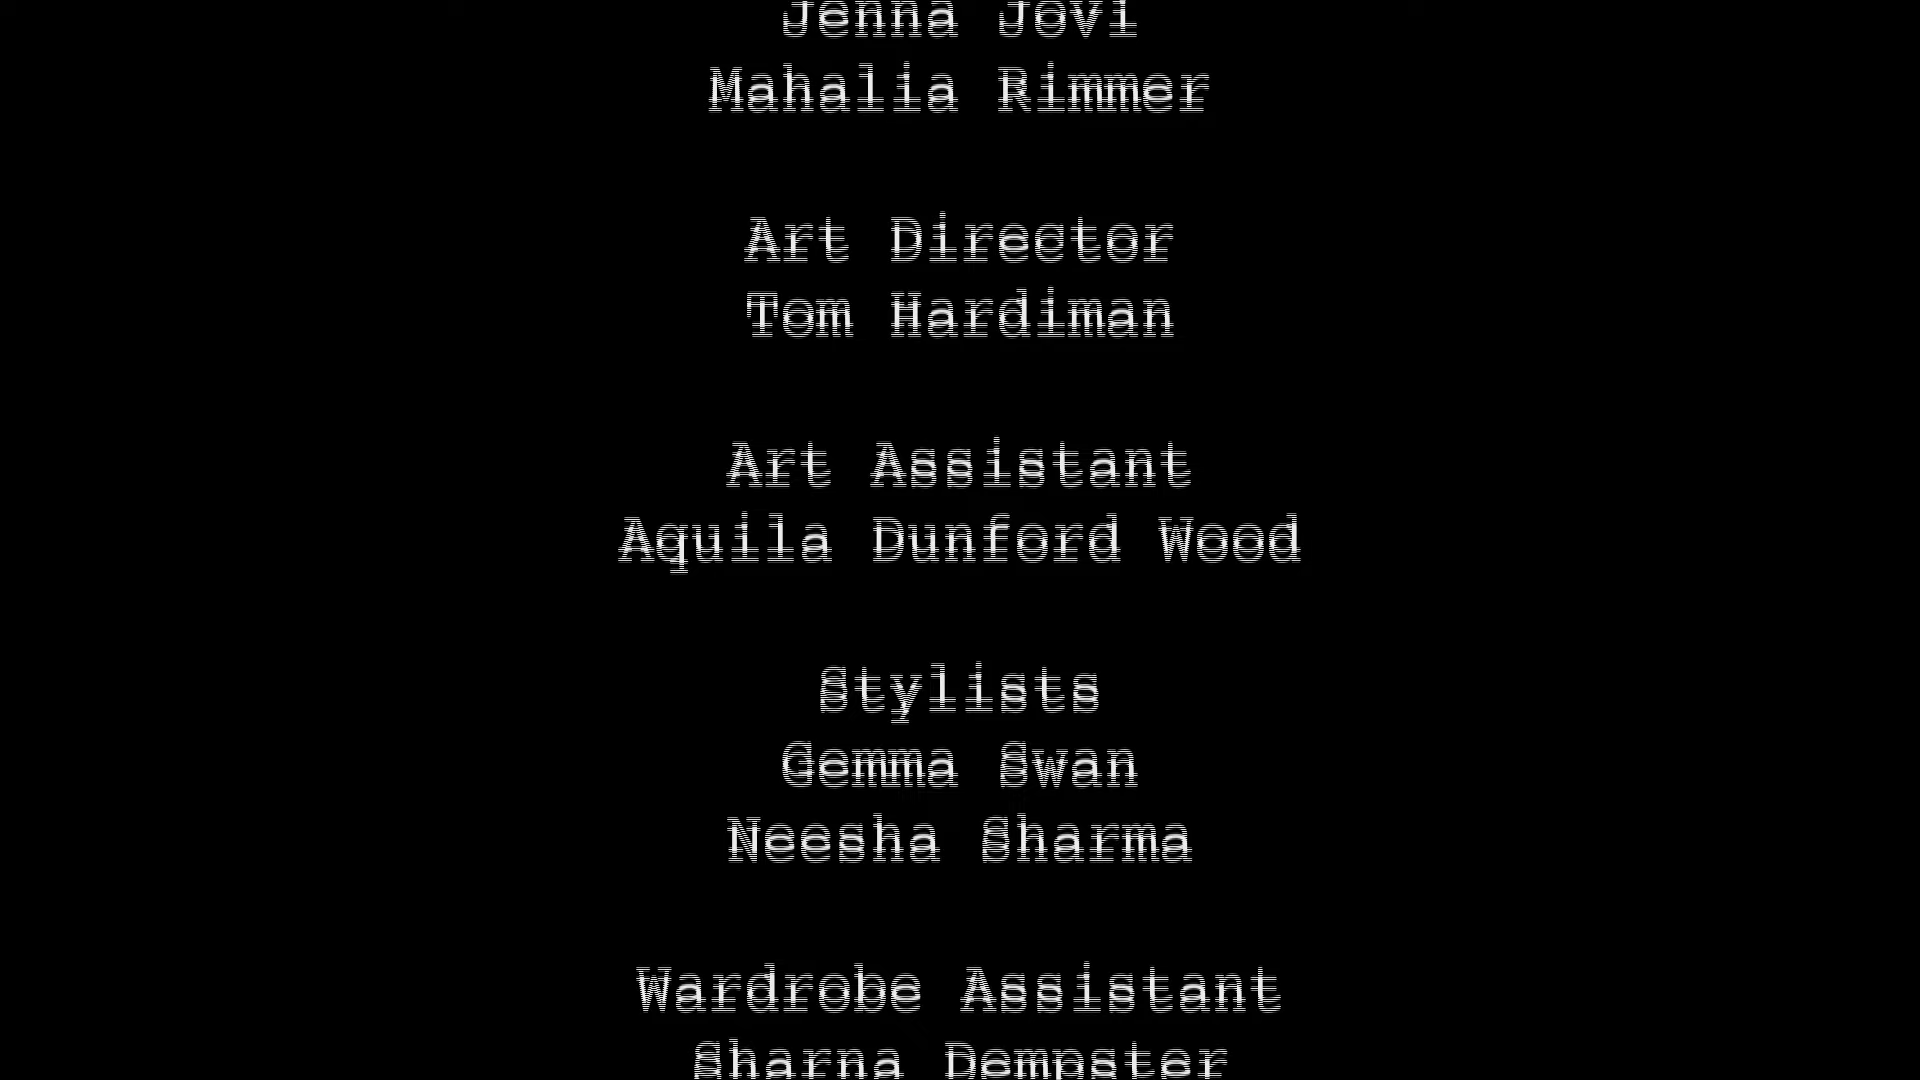 Jenna Jovi
Mahalia Rimmer
Art Director
Tom Hardiman
Art Assistant
Aquila Dunford Wood
Stylists
Gemma Swan
Neesha Sharma
Wardrobe Assistant
Sharna Dempster